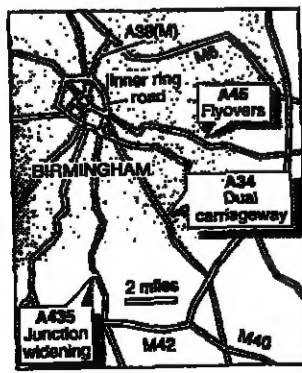 A38(M)
M6
Inner ring
road
A45
Flyovers
BIRMINGHAM
A34
Dual
carriageway
2 miles
A435
Junction
widening
M42
M40